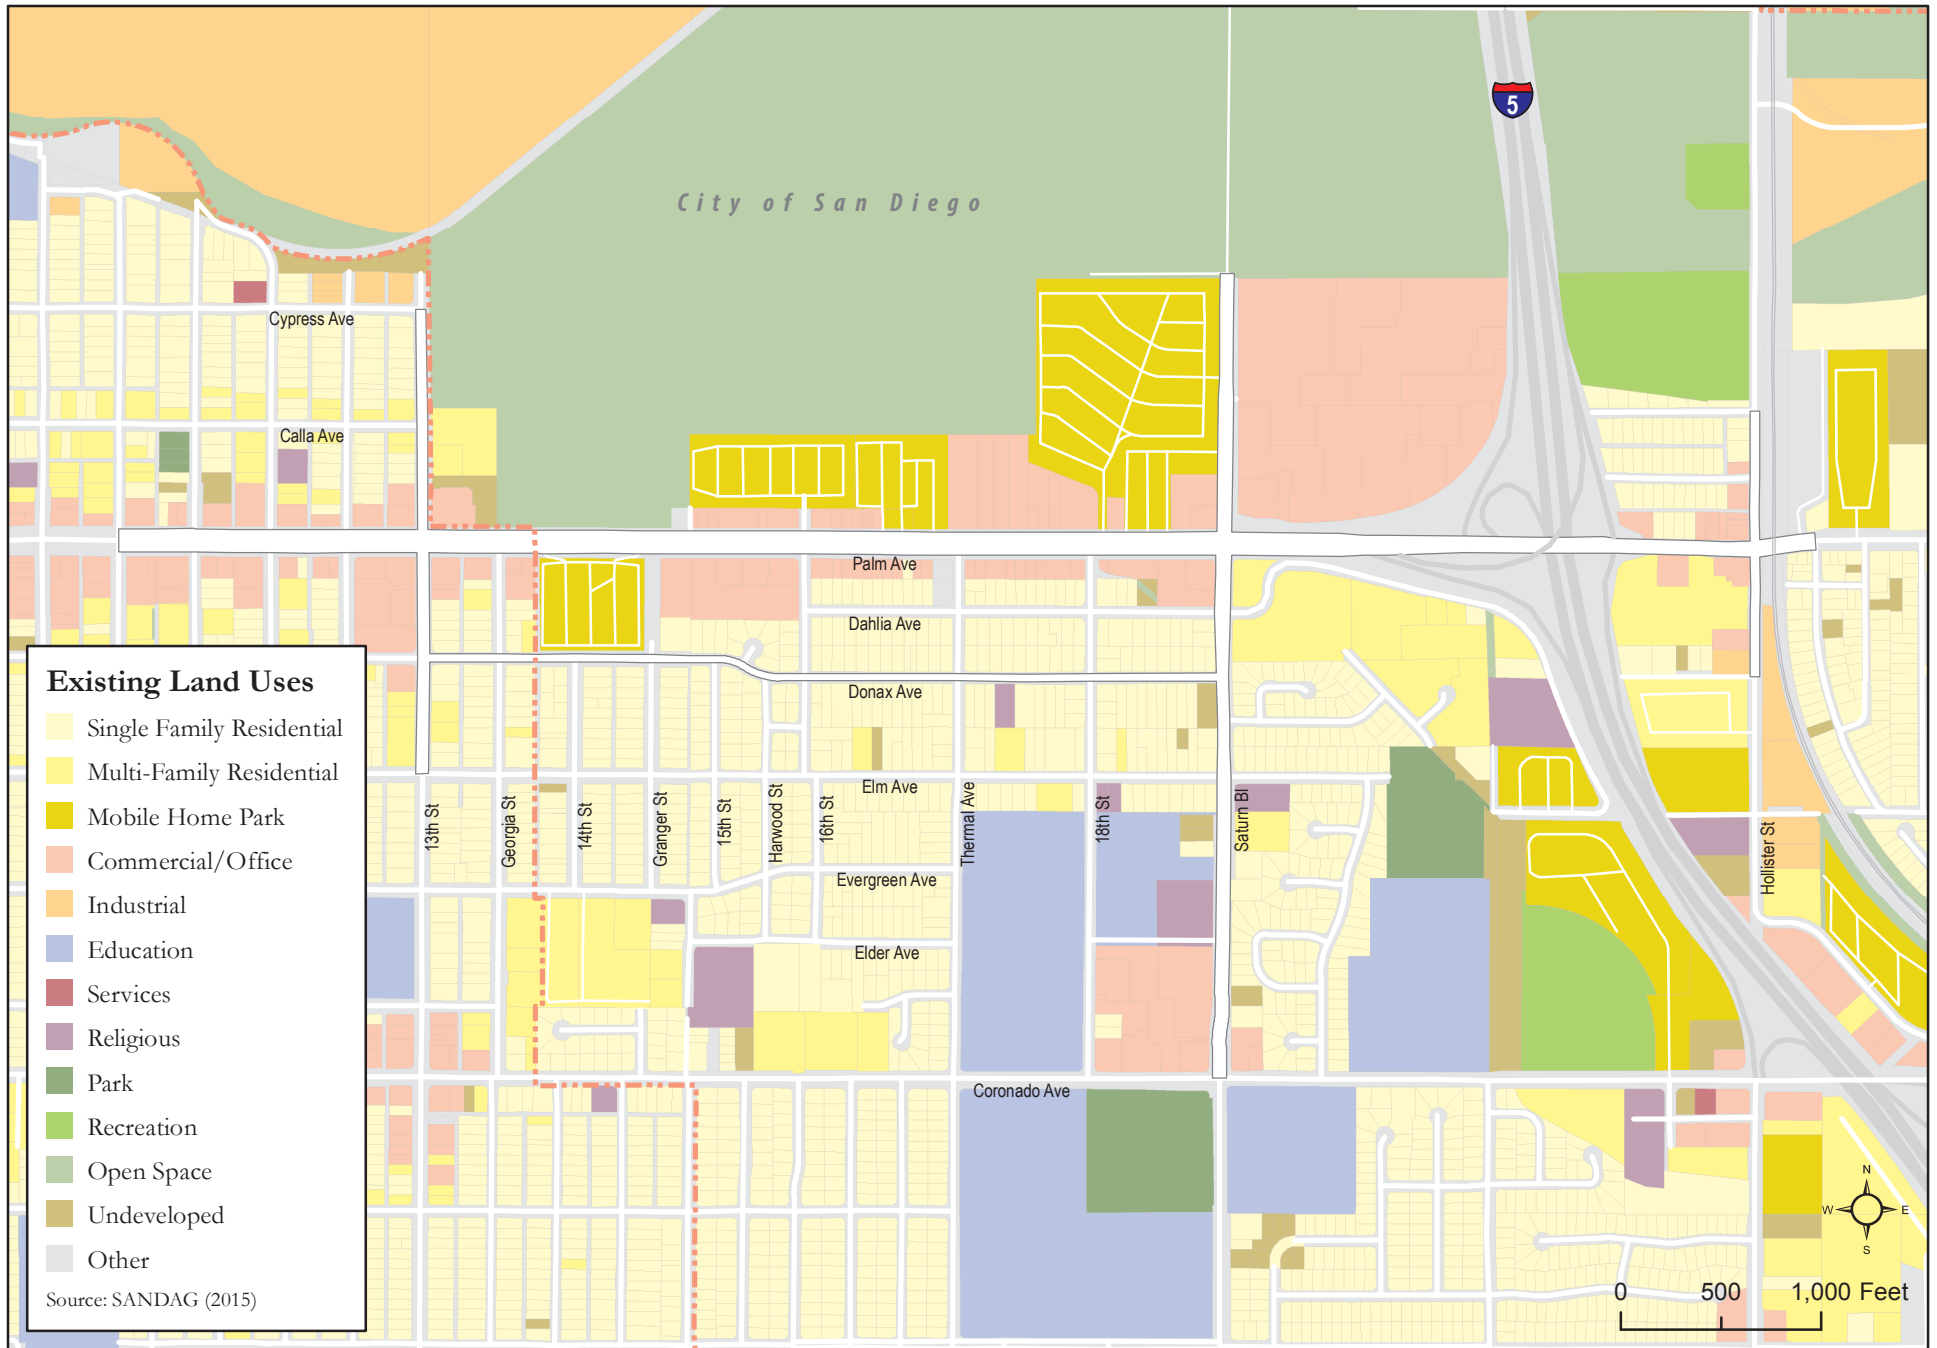 5
City of San Diego
Cypress Ave
Calla Ave
Palm Ave
Dahlia Ave
Donax Ave
Elm Ave
13th St
Georgia St
14th St
Granger St
15th St
Harwood St
16th St
Thermal Ave
18th St
Saturn Bl
Hollister St
Evergreen Ave
Elder Ave
Coronado Ave
Existing Land Uses
Single Family Residential
Multi-Family Residential
Mobile Home Park
Commercial/Office
Industrial
Education
Services
Religious
Park
Recreation
Open Space
Undeveloped
Other
Source: SANDAG (2015)
N
W E
S
0 500 1,000 Feet